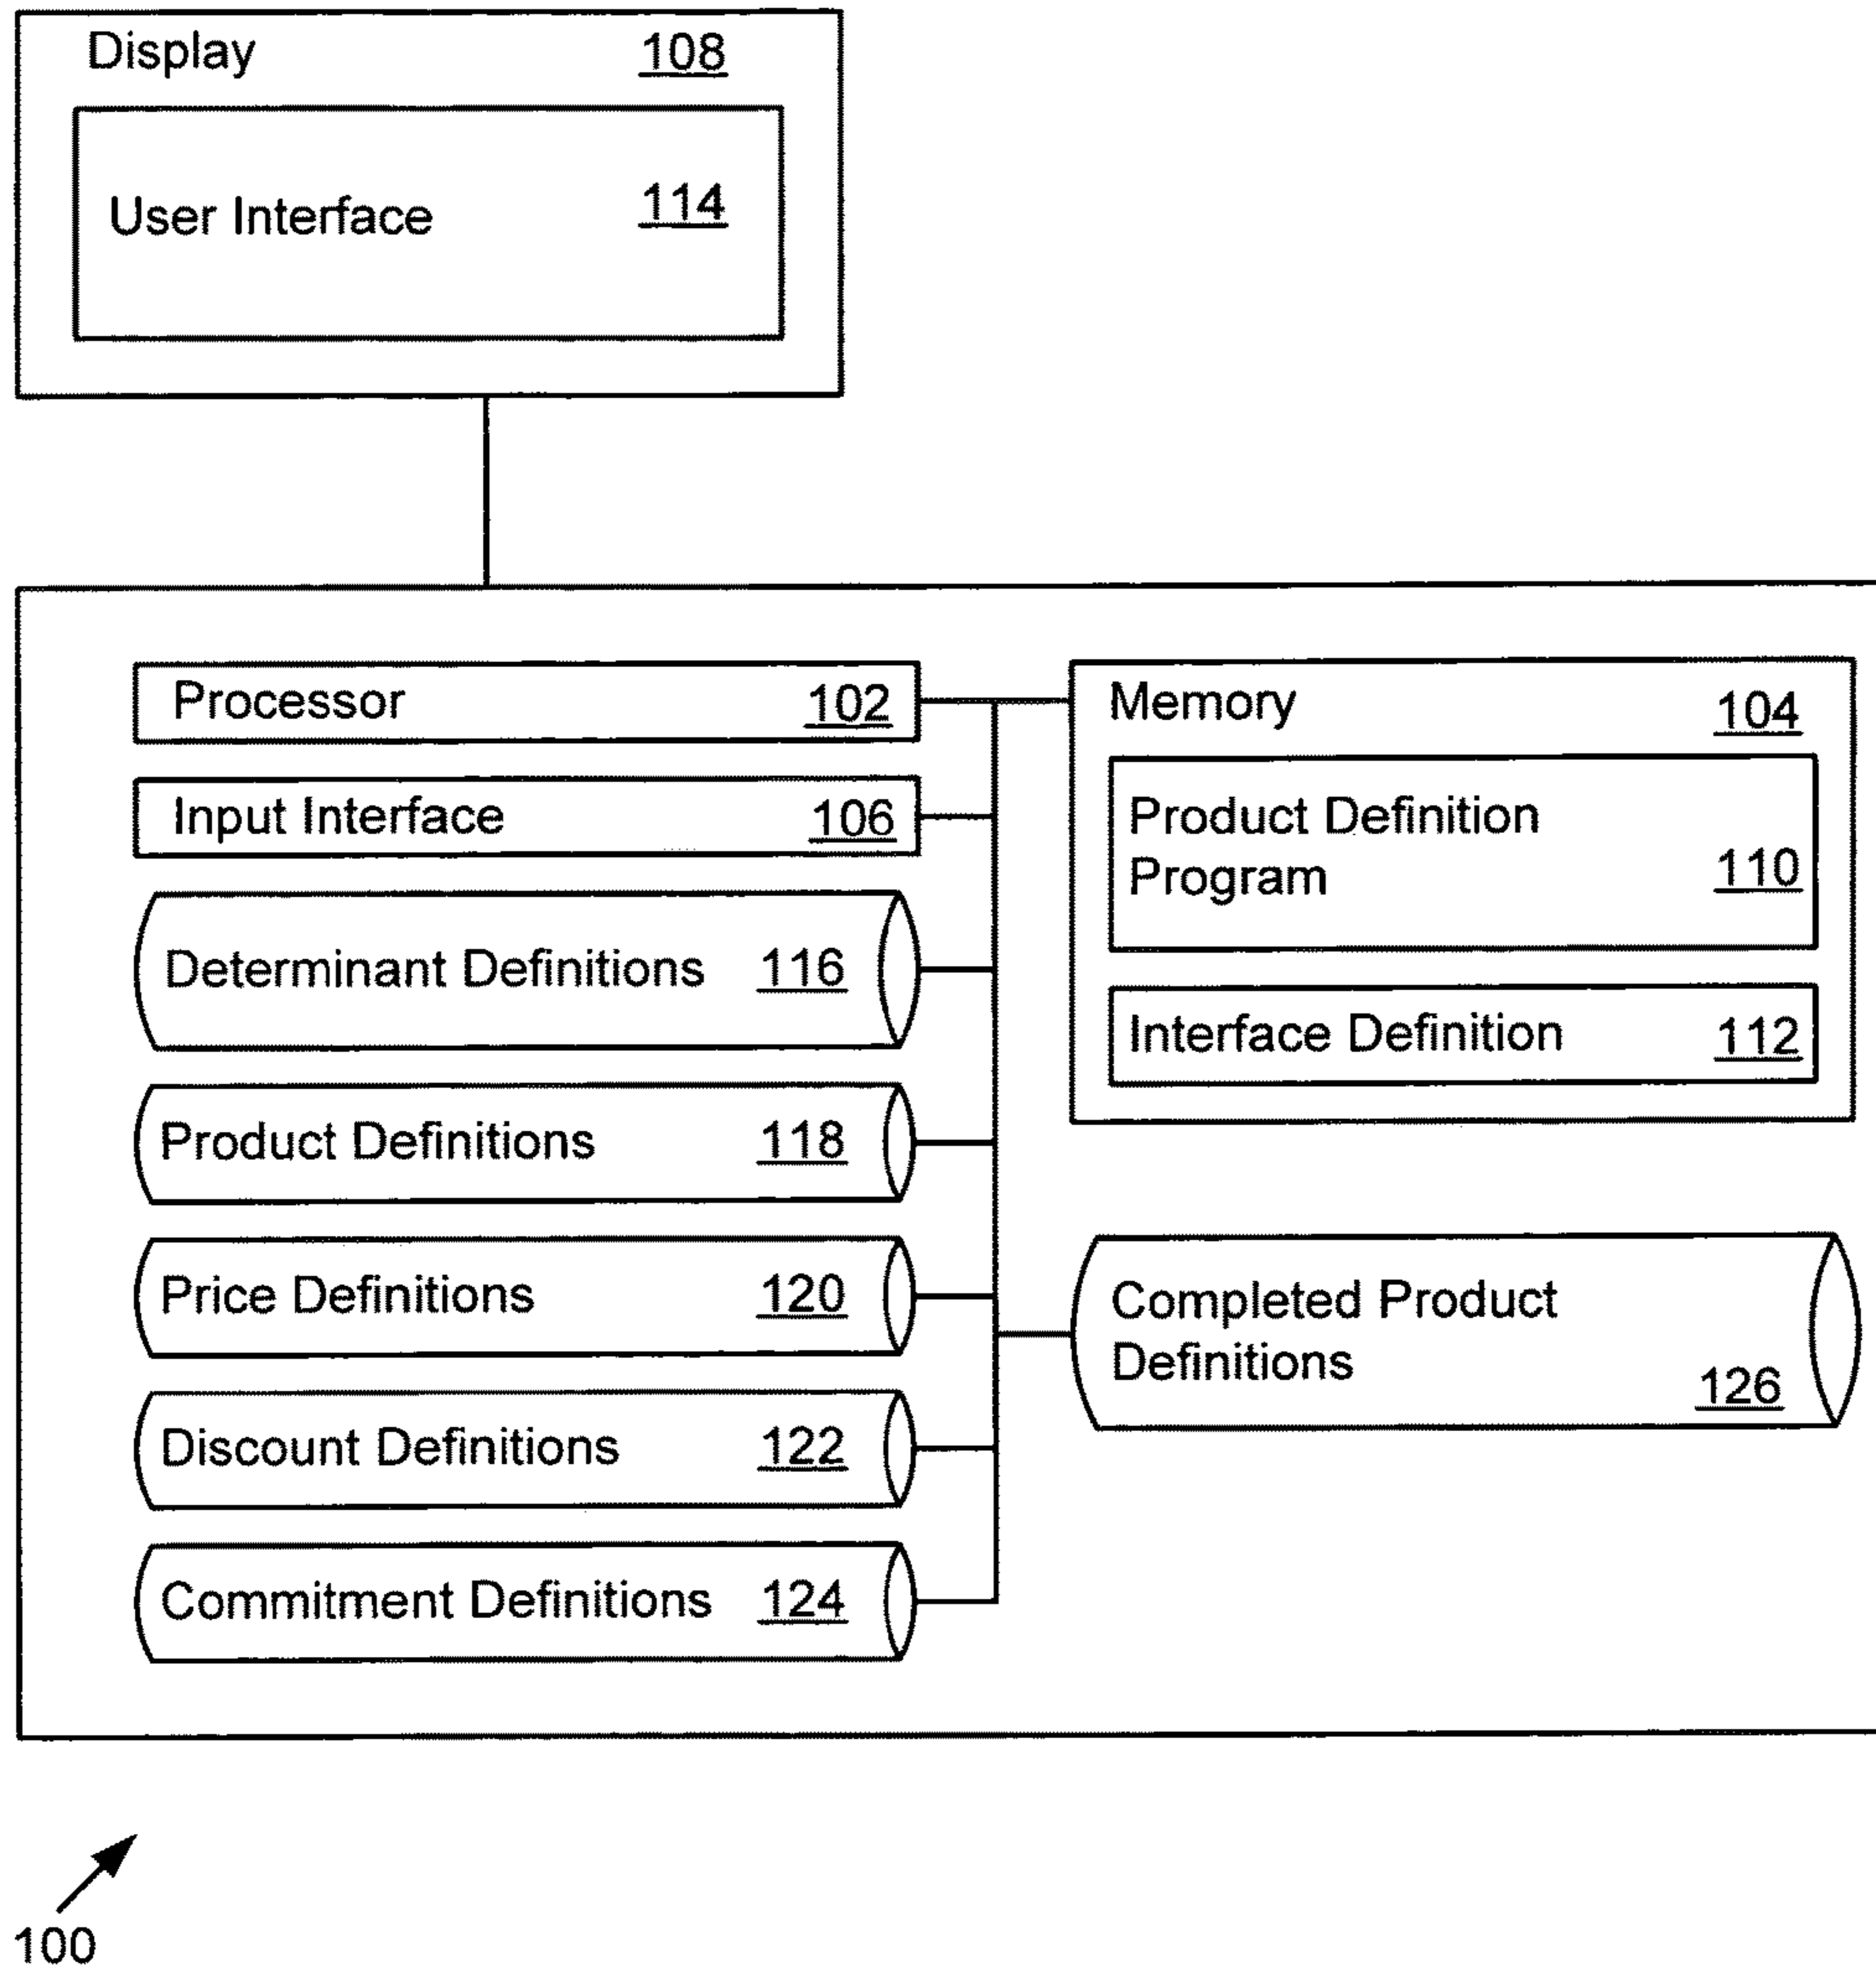 Display 108
User Interface 114
Processor 102
Input Interface 106
Determinant Definitions 116
Product Definitions 118
Price Definitions 120
Discount Definitions 122
Commitment Definitions 124
Memory 104
Product Definition
Program 110
Interface Definition 112
Completed Product
Definitions 126
100